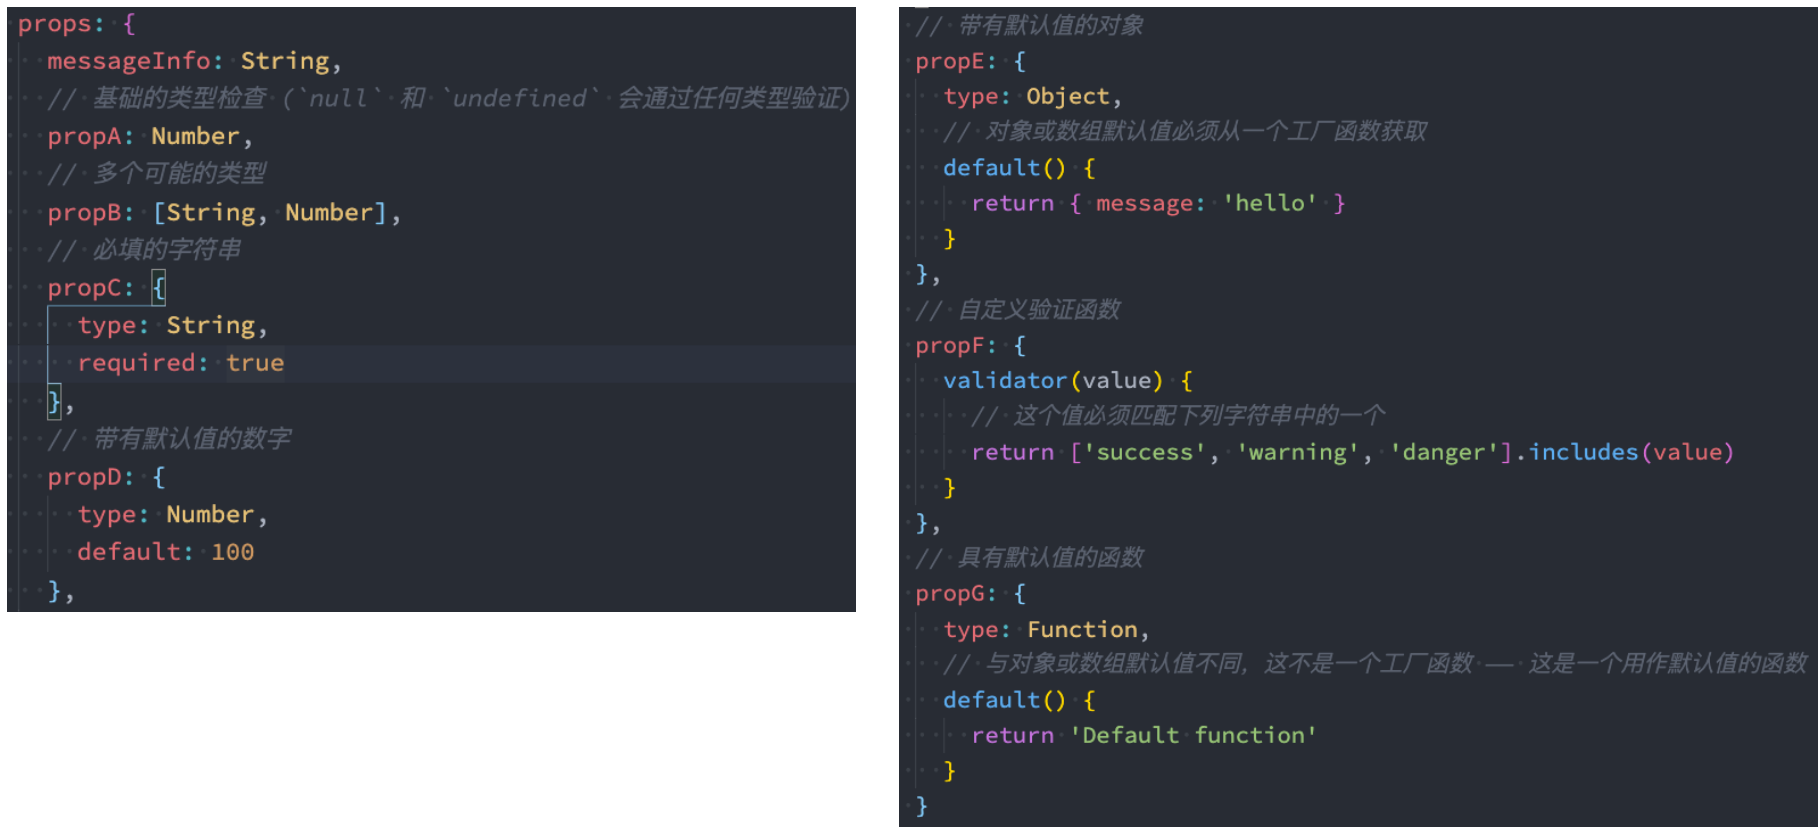 props: {
messageInfo: String,
// 基础的类型检查 (`null` 和 `undefined` 会通过任何类型验证)
propA: Number,
// 多个可能的类型
propB: [String, Number],
// 必填的字符串
propC: {
type: String,
required: true
},
// 带有默认值的数字
propD: {
type: Number,
default: 100
},
// 带有默认值的对象
propE: {
type: Object,
// 对象或数组默认值必须从一个工厂函数获取
default() {
return { message: 'hello' }
}
},
// 自定义验证函数
propF: {
validator(value) {
// 这个值必须匹配下列字符串中的一个
return ['success', 'warning', 'danger'].includes(value)
}
},
// 具有默认值的函数
propG: {
type: Function,
// 与对象或数组默认值不同，这不是一个工厂函数 —— 这是一个用作默认值的函数
default() {
return 'Default function'
}
}